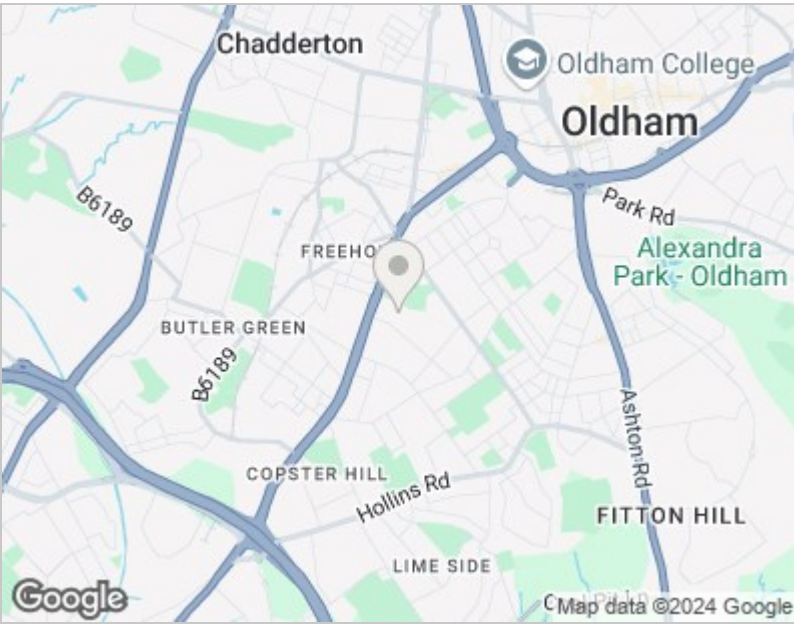 Chadderton
Oldham College
Oldham
B6189
Park Rd
Alexandra
Park - Oldham
BUTLER GREEN
B6189
Ashton Rd
COPSTER HILL
Hollins Rd
FITTON HILL
LIME SIDE
Google
Map data ©2024 Google